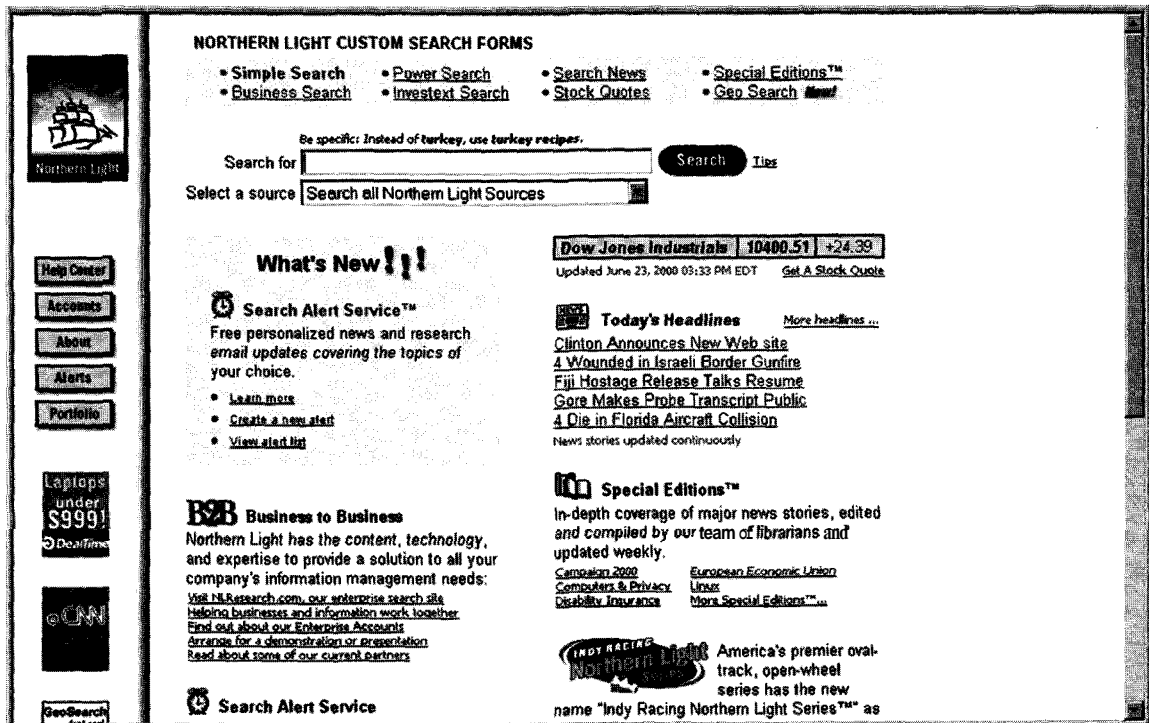 NORTHERN LIGHT CUSTOM SEARCH FORMS
• Simple Search • Power Search • Search News • Special Editions™
• Business Search • Investext Search • Stock Quotes • Geo Search New!
Northern Light
Be specific: Instead of turkey, use turkey recipes.
Search for Search Tips
Select a source Search all Northern Light Sources
Help Center
Accounts
About
Alerts
Portfolio
Laptops
under
$999!
DealTime
CNN
GeoSearch
What's New!!!
Search Alert Service™
Free personalized news and research
email updates covering the topics of
your choice.
• Learn more
• Create a new alert
• View alert list
B2B Business to Business
Northern Light has the content, technology,
and expertise to provide a solution to all your
company's information management needs:
Visit NLResearch.com, our enterprise search site
Helping businesses and information work together
Find out about our Enterprise Accounts
Arrange for a demonstration or presentation
Read about some of our current partners
Search Alert Service
Dow Jones Industrials 10400.51 +24.39
Updated June 23, 2000 03:33 PM EDT Get A Stock Quote
NEWS Today's Headlines More headlines ...
Clinton Announces New Web site
4 Wounded in Israeli Border Gunfire
Fiji Hostage Release Talks Resume
Gore Makes Probe Transcript Public
4 Die in Florida Aircraft Collision
News stories updated continuously
Special Editions™
In-depth coverage of major news stories, edited
and compiled by our team of librarians and
updated weekly.
Campaign 2000 European Economic Union
Computers & Privacy Linux
Disability Insurance More Special Editions™...
INDY RACING
Northern Light
Series
America's premier oval-
track, open-wheel
series has the new
name "Indy Racing Northern Light Series™" as